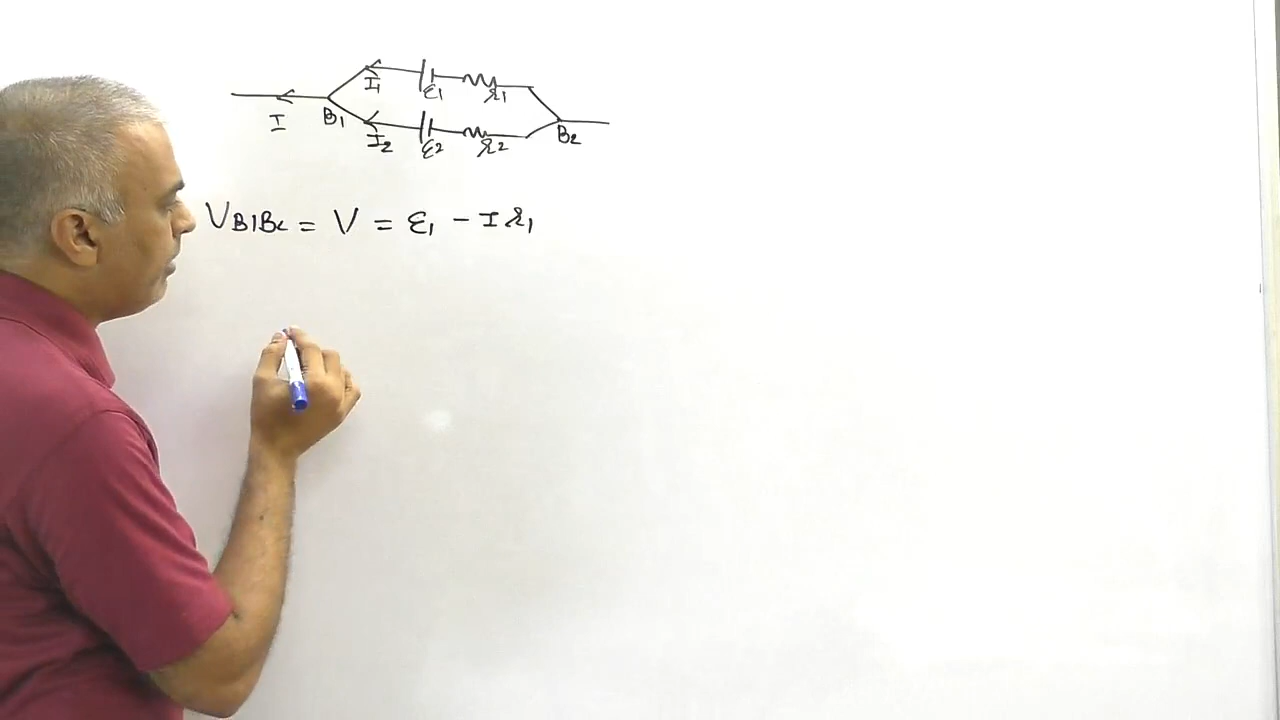 I₁ ε₁ r₁
I B₁
I₂ ε₂ r₂ B₂
V_B1B2 = V = ε₁ − I r₁